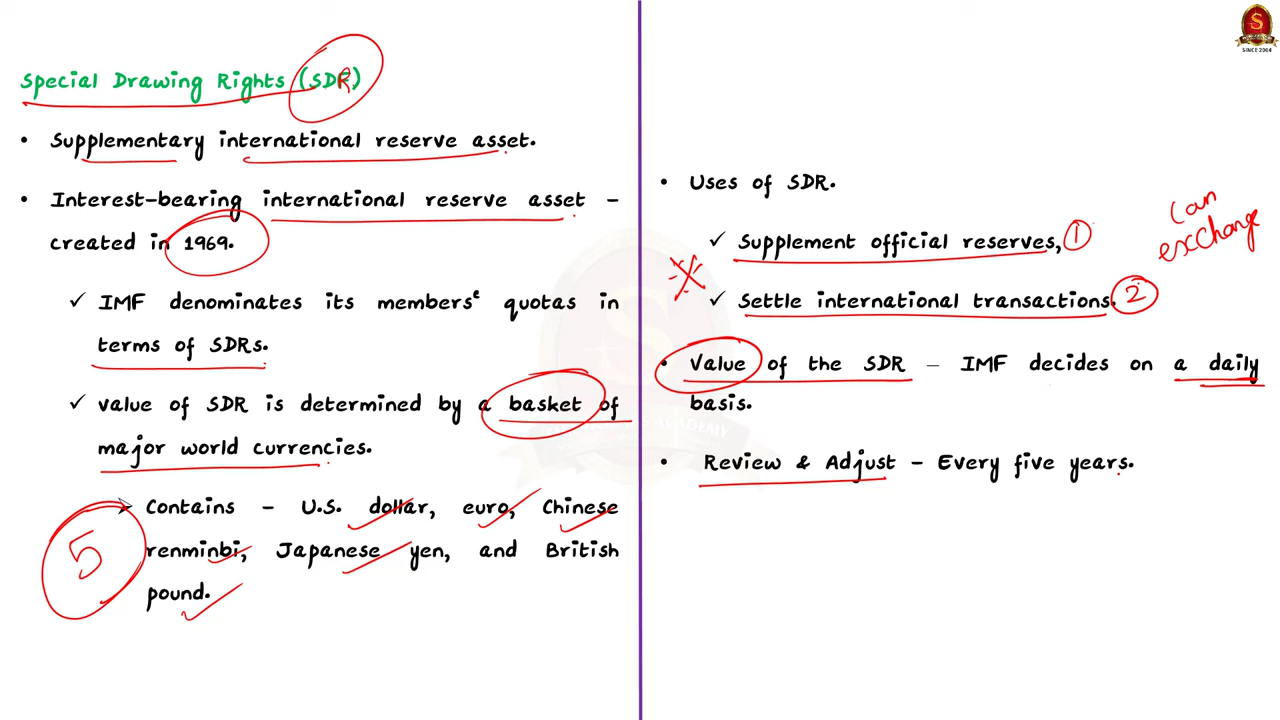 Special Drawing Rights (SDR)
• Supplementary international reserve asset.
• Interest-bearing international reserve asset –
created in 1969.
✓ IMF denominates its members' quotas in
terms of SDRs.
✓ value of SDR is determined by a basket of
major world currencies.
➤ Contains – U.S. dollar, euro, Chinese
renminbi, Japanese yen, and British
pound.
5
• Uses of SDR.
✓ Supplement official reserves, 1
✓ Settle international transactions. 2
can
exchange
• Value of the SDR – IMF decides on a daily
basis.
• Review & Adjust – Every five years.
S
SINCE 2004